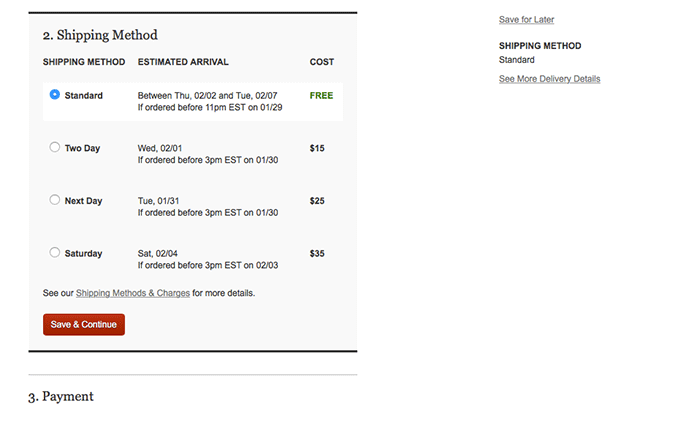 2. Shipping Method
SHIPPING METHOD ESTIMATED ARRIVAL COST
Standard Between Thu, 02/02 and Tue, 02/07 FREE
If ordered before 11pm EST on 01/29
Two Day Wed, 02/01 $15
If ordered before 3pm EST on 01/30
Next Day Tue, 01/31 $25
If ordered before 3pm EST on 01/30
Saturday Sat, 02/04 $35
If ordered before 3pm EST on 02/03
See our Shipping Methods & Charges for more details.
Save & Continue
3. Payment
Save for Later
SHIPPING METHOD
Standard
See More Delivery Details